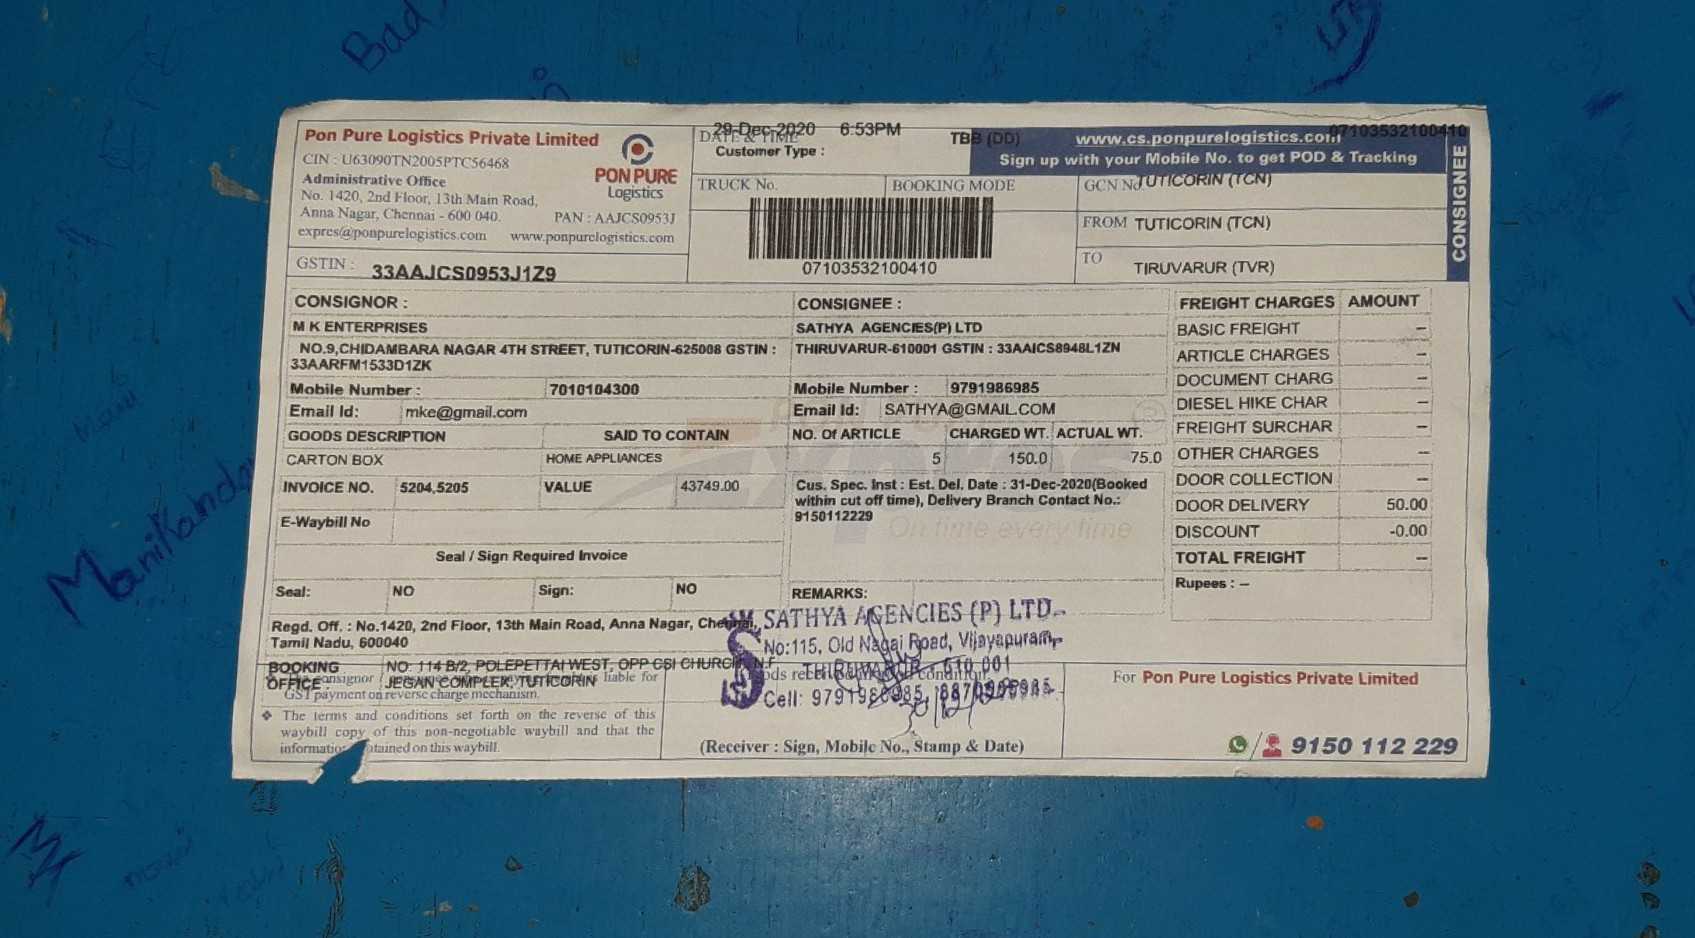 Bad
Pon Pure Logistics Private Limited
CIN : U63090TN2005PTC56468
Administrative Office
No. 1420, 2nd Floor, 13th Main Road,
Anna Nagar, Chennai - 600 040.
PAN : AAJCS0953J
expres@ponpurelogistics.com www.ponpurelogistics.com
PON PURE
Logistics
GSTIN : 33AAJCS0953J1Z9
DATE & TIME 29-Dec-2020 6:53PM
Customer Type : TBB (DD)
www.cs.ponpurelogistics.com 07103532100410
Sign up with your Mobile No. to get POD & Tracking
CONSIGNEE
TRUCK No. BOOKING MODE
07103532100410
GCN No TUTICORIN (TCN)
FROM TUTICORIN (TCN)
TO TIRUVARUR (TVR)
CONSIGNOR :
M K ENTERPRISES
NO.9,CHIDAMBARA NAGAR 4TH STREET, TUTICORIN-625008 GSTIN :
33AARFM1533D1ZK
Mobile Number : 7010104300
Email Id: mke@gmail.com
CONSIGNEE :
SATHYA AGENCIES(P) LTD
THIRUVARUR-610001 GSTIN : 33AAICS8948L1ZN
Mobile Number : 9791986985
Email Id: SATHYA@GMAIL.COM
GOODS DESCRIPTION SAID TO CONTAIN NO. Of ARTICLE CHARGED WT. ACTUAL WT.
CARTON BOX HOME APPLIANCES 5 150.0 75.0
INVOICE NO. 5204,5205 VALUE 43749.00
E-Waybill No
Cus. Spec. Inst : Est. Del. Date : 31-Dec-2020(Booked
within cut off time), Delivery Branch Contact No.:
9150112229
On time every time
Seal / Sign Required Invoice
Seal: NO Sign: NO
REMARKS:
FREIGHT CHARGES AMOUNT
BASIC FREIGHT –
ARTICLE CHARGES –
DOCUMENT CHARG –
DIESEL HIKE CHAR –
FREIGHT SURCHAR –
OTHER CHARGES –
DOOR COLLECTION –
DOOR DELIVERY 50.00
DISCOUNT -0.00
TOTAL FREIGHT –
Rupees : –
Regd. Off. : No.1420, 2nd Floor, 13th Main Road, Anna Nagar, Chennai,
Tamil Nadu, 600040
BOOKING OFFICE : NO: 114 B/2, POLEPETTAI WEST, OPP CSI CHURCH, N.F
JEGAN COMPLEX, TUTICORIN
consignor liable for
GST payment on reverse charge mechanism.
The terms and conditions set forth on the reverse of this
waybill copy of this non-negotiable waybill and that the
on this waybill.
SATHYA AGENCIES (P) LTD.
No:115, Old Nagai Road, Vijayapuram,
THIRUVARUR - 610 001
condition
Cell: 9791986985,
(Receiver : Sign, Mobile No., Stamp & Date)
For Pon Pure Logistics Private Limited
9150 112 229
Manikandan